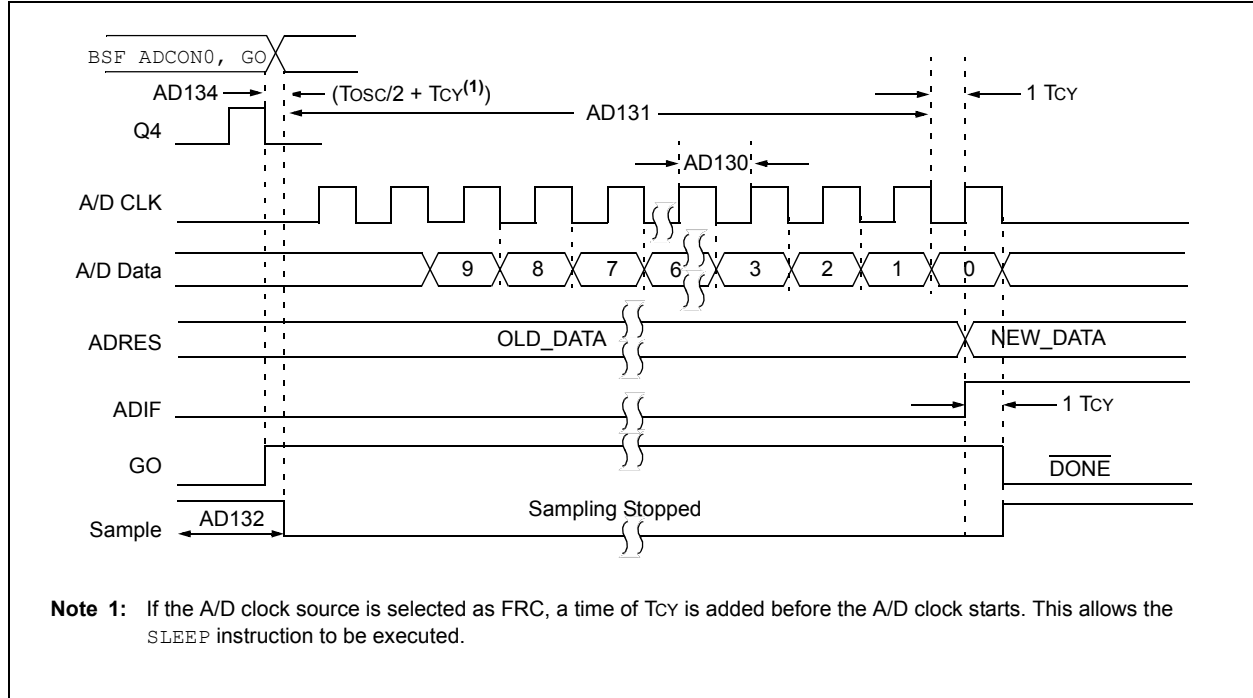 BSF ADCON0, GO
AD134
(TOSC/2 + TCY(1))
1 TCY
AD131
Q4
AD130
A/D CLK
A/D Data
9 8 7 6 3 2 1 0
ADRES
OLD_DATA
NEW_DATA
ADIF
1 TCY
GO
DONE
Sample
AD132
Sampling Stopped
Note 1: If the A/D clock source is selected as FRC, a time of TCY is added before the A/D clock starts. This allows the
SLEEP instruction to be executed.